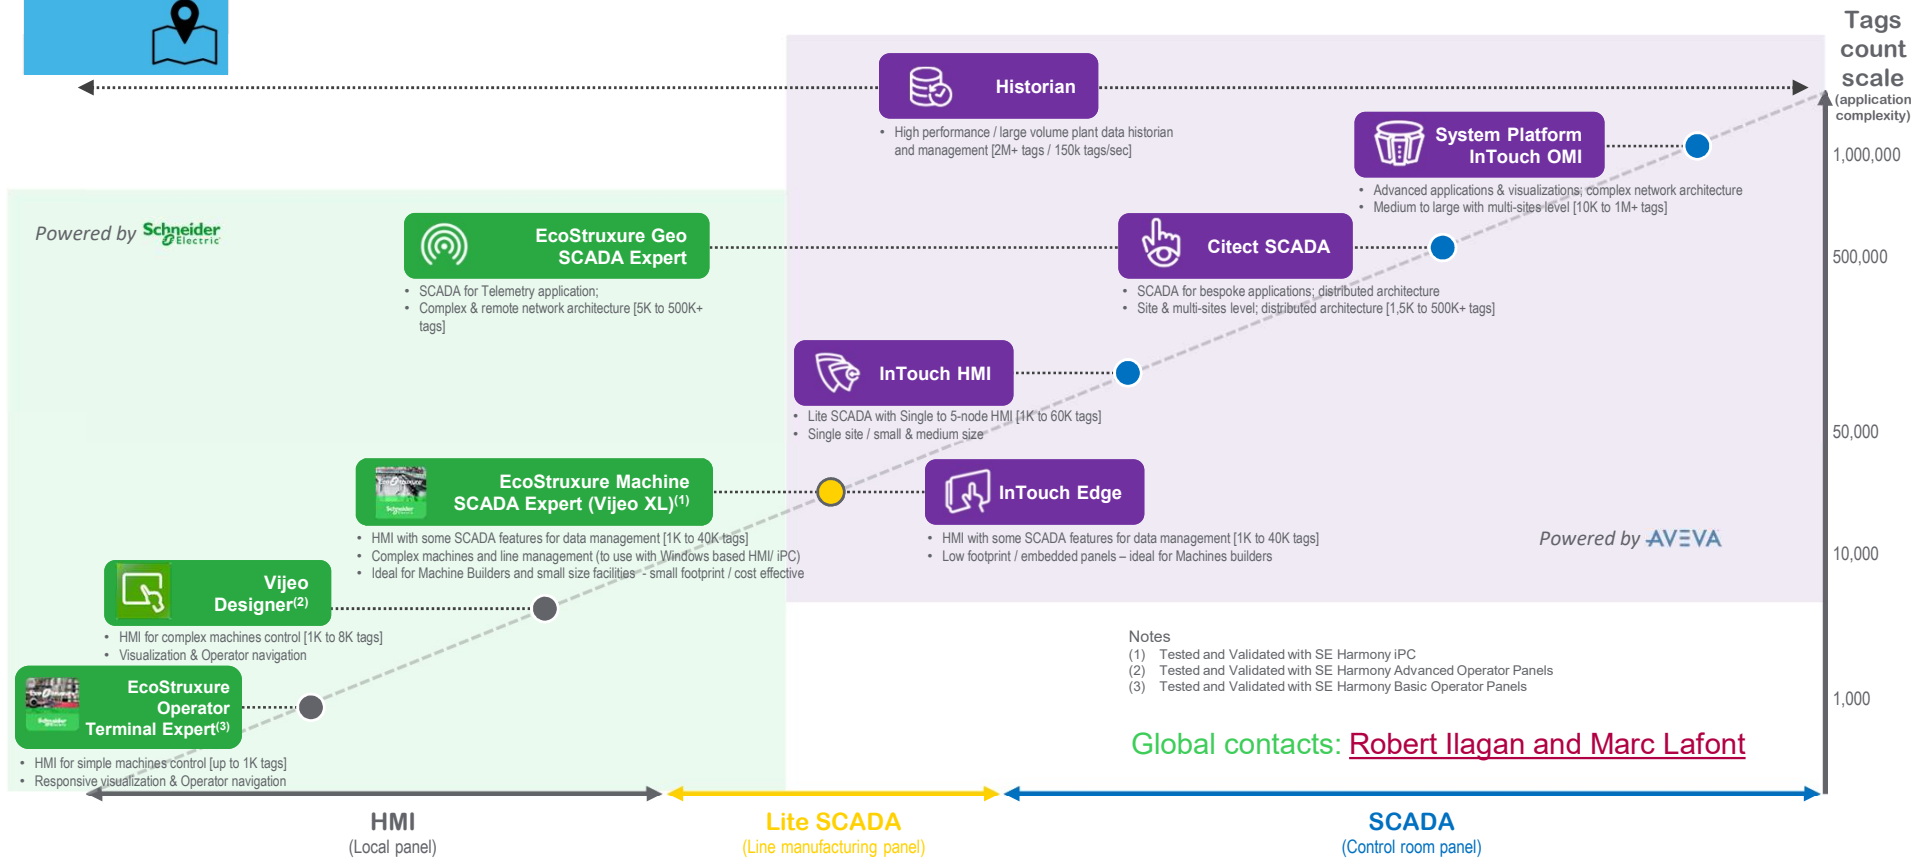 Tags
count
scale
(application
complexity)
Historian
• High performance / large volume plant data historian
and management [2M+ tags / 150k tags/sec]
System Platform
InTouch OMI
• Advanced applications & visualizations; complex network architecture
• Medium to large with multi-sites level [10K to 1M+ tags]
1,000,000
Powered by Schneider Electric
EcoStruxure Geo
SCADA Expert
• SCADA for Telemetry application;
• Complex & remote network architecture [5K to 500K+
tags]
Citect SCADA
• SCADA for bespoke applications; distributed architecture
• Site & multi-sites level; distributed architecture [1,5K to 500K+ tags]
500,000
InTouch HMI
• Lite SCADA with Single to 5-node HMI [1K to 60K tags]
• Single site / small & medium size
50,000
EcoStruxure Machine
SCADA Expert (Vijeo XL)(1)
• HMI with some SCADA features for data management [1K to 40K tags]
• Complex machines and line management (to use with Windows based HMI/ iPC)
• Ideal for Machine Builders and small size facilities - small footprint / cost effective
InTouch Edge
• HMI with some SCADA features for data management [1K to 40K tags]
• Low footprint / embedded panels – ideal for Machines builders
Powered by AVEVA
10,000
Vijeo
Designer(2)
• HMI for complex machines control [1K to 8K tags]
• Visualization & Operator navigation
EcoStruxure
Operator
Terminal Expert(3)
• HMI for simple machines control [up to 1K tags]
• Responsive visualization & Operator navigation
Notes
(1) Tested and Validated with SE Harmony iPC
(2) Tested and Validated with SE Harmony Advanced Operator Panels
(3) Tested and Validated with SE Harmony Basic Operator Panels
1,000
Global contacts: Robert Ilagan and Marc Lafont
HMI
(Local panel)
Lite SCADA
(Line manufacturing panel)
SCADA
(Control room panel)